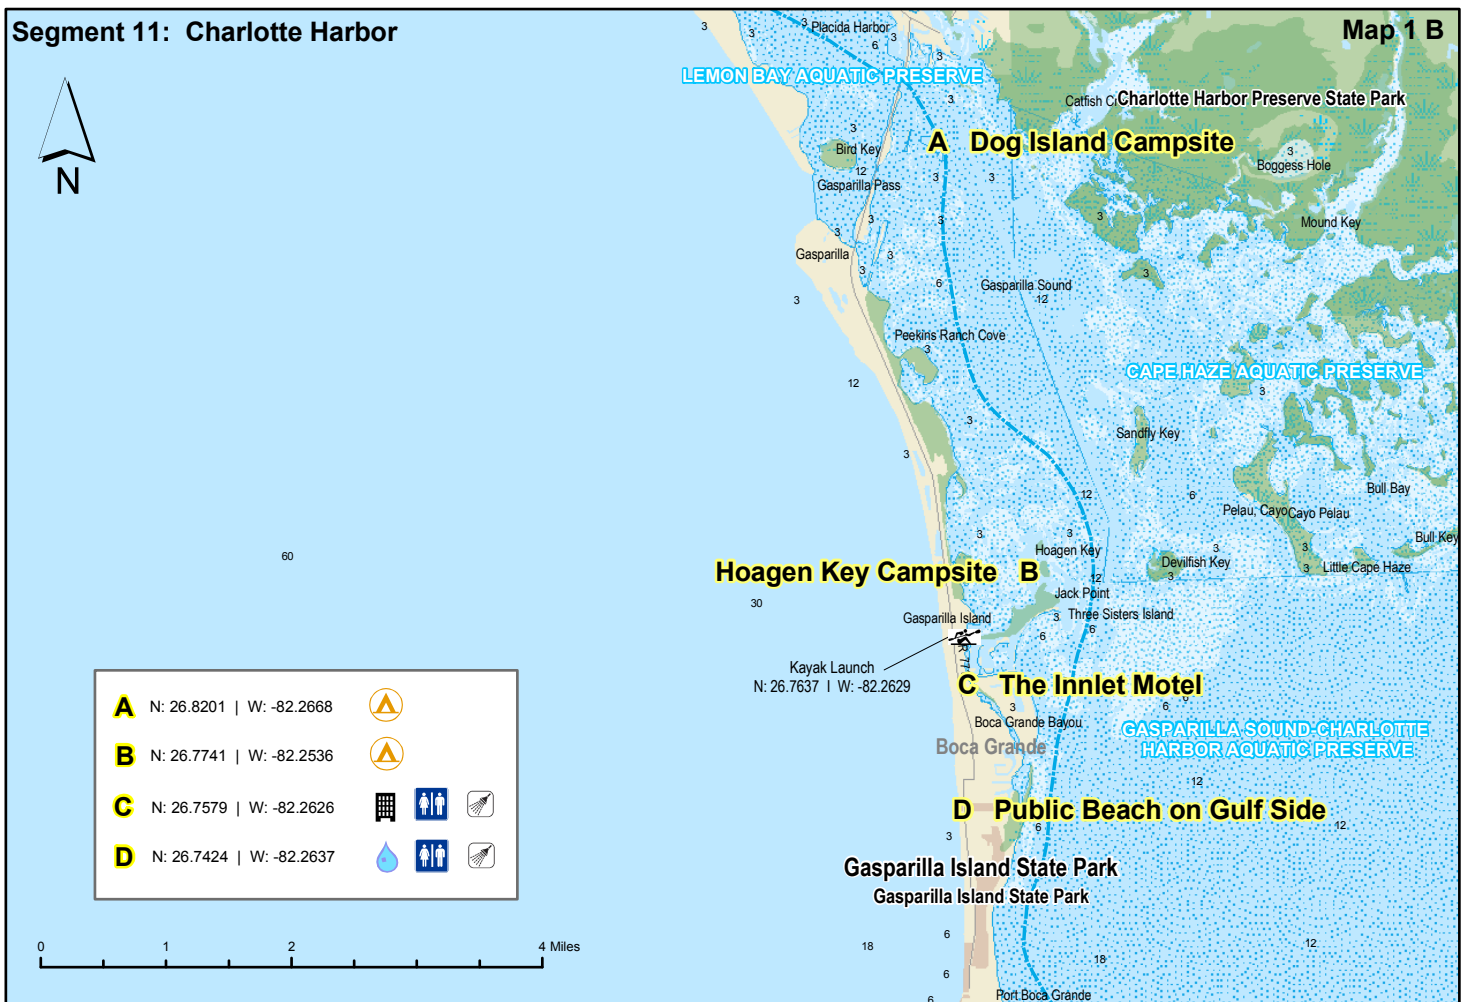 Segment 11: Charlotte Harbor
Map 1 B
N
Placida Harbor
LEMON BAY AQUATIC PRESERVE
Charlotte Harbor Preserve State Park
A Dog Island Campsite
Bird Key
Boggess Hole
Gasparilla Pass
Mound Key
Gasparilla
Gasparilla Sound
Peekins Ranch Cove
CAPE HAZE AQUATIC PRESERVE
Sandfly Key
Bull Bay
Pelau, Cayo
Cayo Pelau
Bull Key
Hoagen Key
Devilfish Key
Little Cape Haze
Hoagen Key Campsite B
Jack Point
Gasparilla Island
Three Sisters Island
Kayak Launch
N: 26.7637 I W: -82.2629
C The Innlet Motel
Boca Grande Bayou
Boca Grande
GASPARILLA SOUND-CHARLOTTE
HARBOR AQUATIC PRESERVE
D Public Beach on Gulf Side
Gasparilla Island State Park
Gasparilla Island State Park
Port Boca Grande
60
30
18
A N: 26.8201 | W: -82.2668
B N: 26.7741 | W: -82.2536
C N: 26.7579 | W: -82.2626
D N: 26.7424 | W: -82.2637
0 1 2 4 Miles